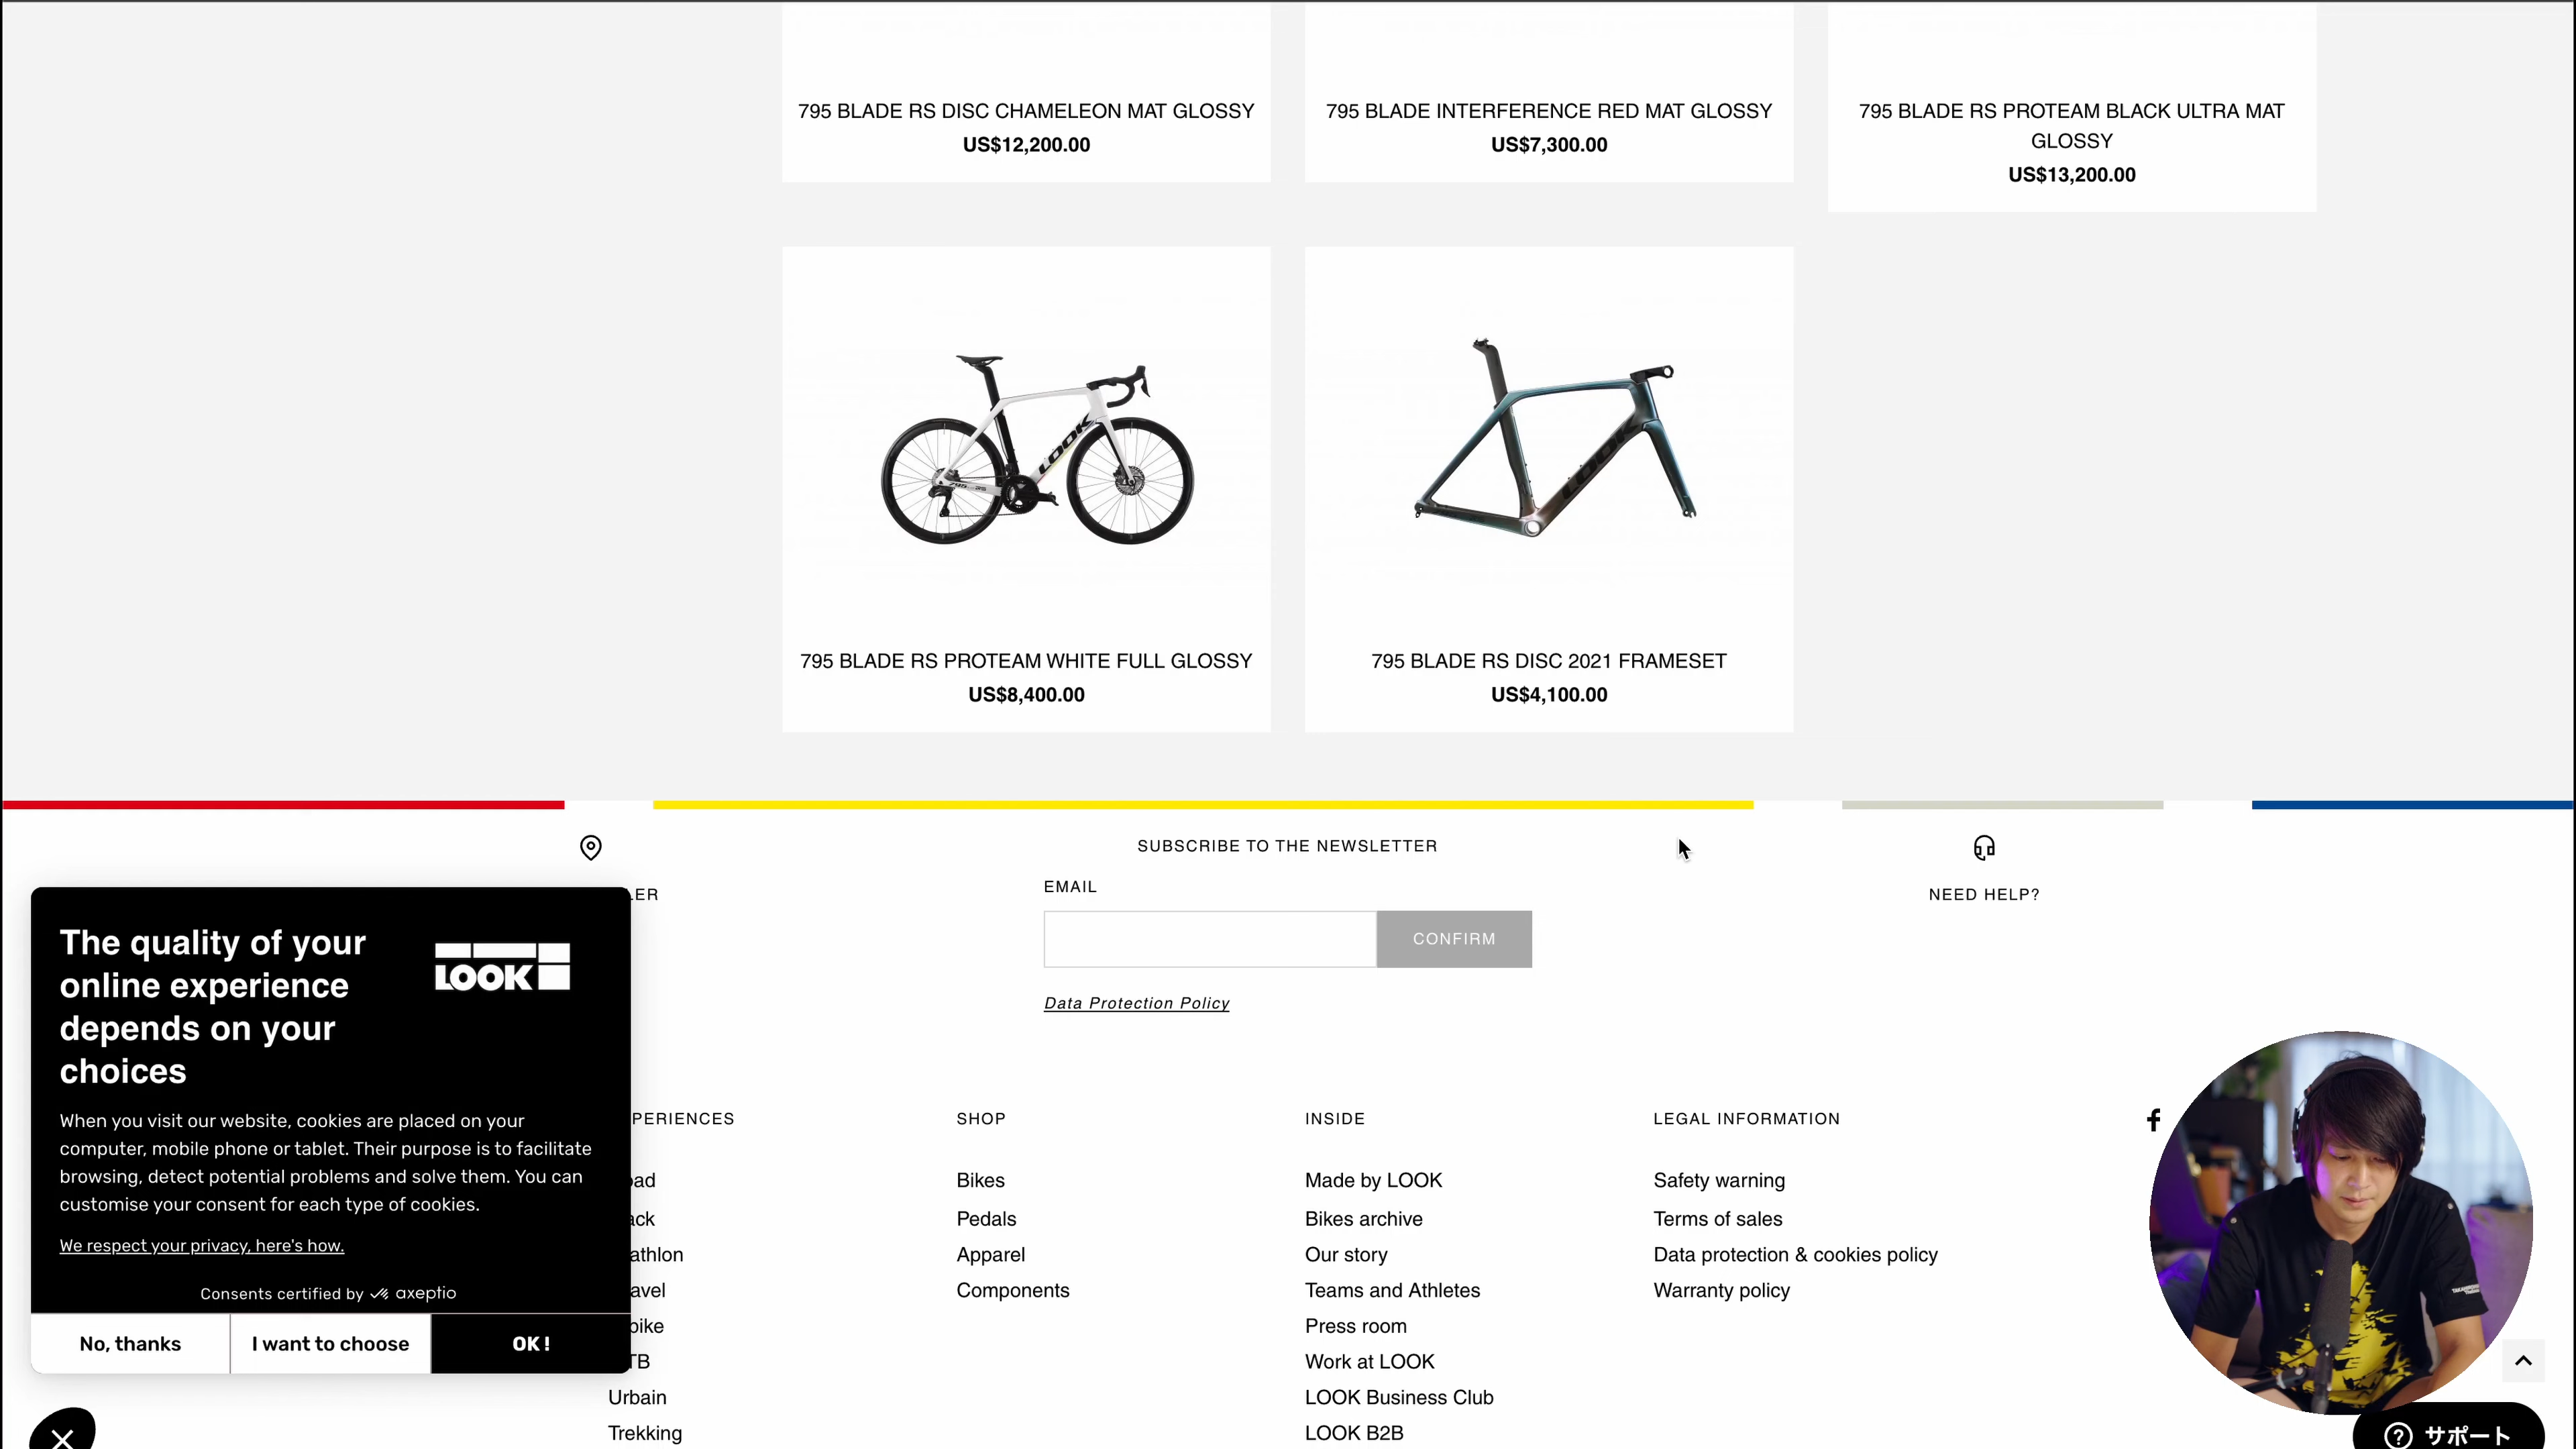 795 BLADE RS DISC CHAMELEON MAT GLOSSY
US$12,200.00
795 BLADE INTERFERENCE RED MAT GLOSSY
US$7,300.00
795 BLADE RS PROTEAM BLACK ULTRA MAT
GLOSSY
US$13,200.00
LOOK
LOOK
795 BLADE RS PROTEAM WHITE FULL GLOSSY
US$8,400.00
795 BLADE RS DISC 2021 FRAMESET
US$4,100.00
SUBSCRIBE TO THE NEWSLETTER
EMAIL
CONFIRM
Data Protection Policy
LER
NEED HELP?
The quality of your
online experience
depends on your
choices
LOOK
When you visit our website, cookies are placed on your
computer, mobile phone or tablet. Their purpose is to facilitate
browsing, detect potential problems and solve them. You can
customise your consent for each type of cookies.
We respect your privacy, here's how.
Consents certified by axeptio
No, thanks
I want to choose
OK !
PERIENCES
ad
ack
athlon
avel
bike
TB
Urbain
Trekking
SHOP
Bikes
Pedals
Apparel
Components
INSIDE
Made by LOOK
Bikes archive
Our story
Teams and Athletes
Press room
Work at LOOK
LOOK Business Club
LOOK B2B
LEGAL INFORMATION
Safety warning
Terms of sales
Data protection & cookies policy
Warranty policy
サポート